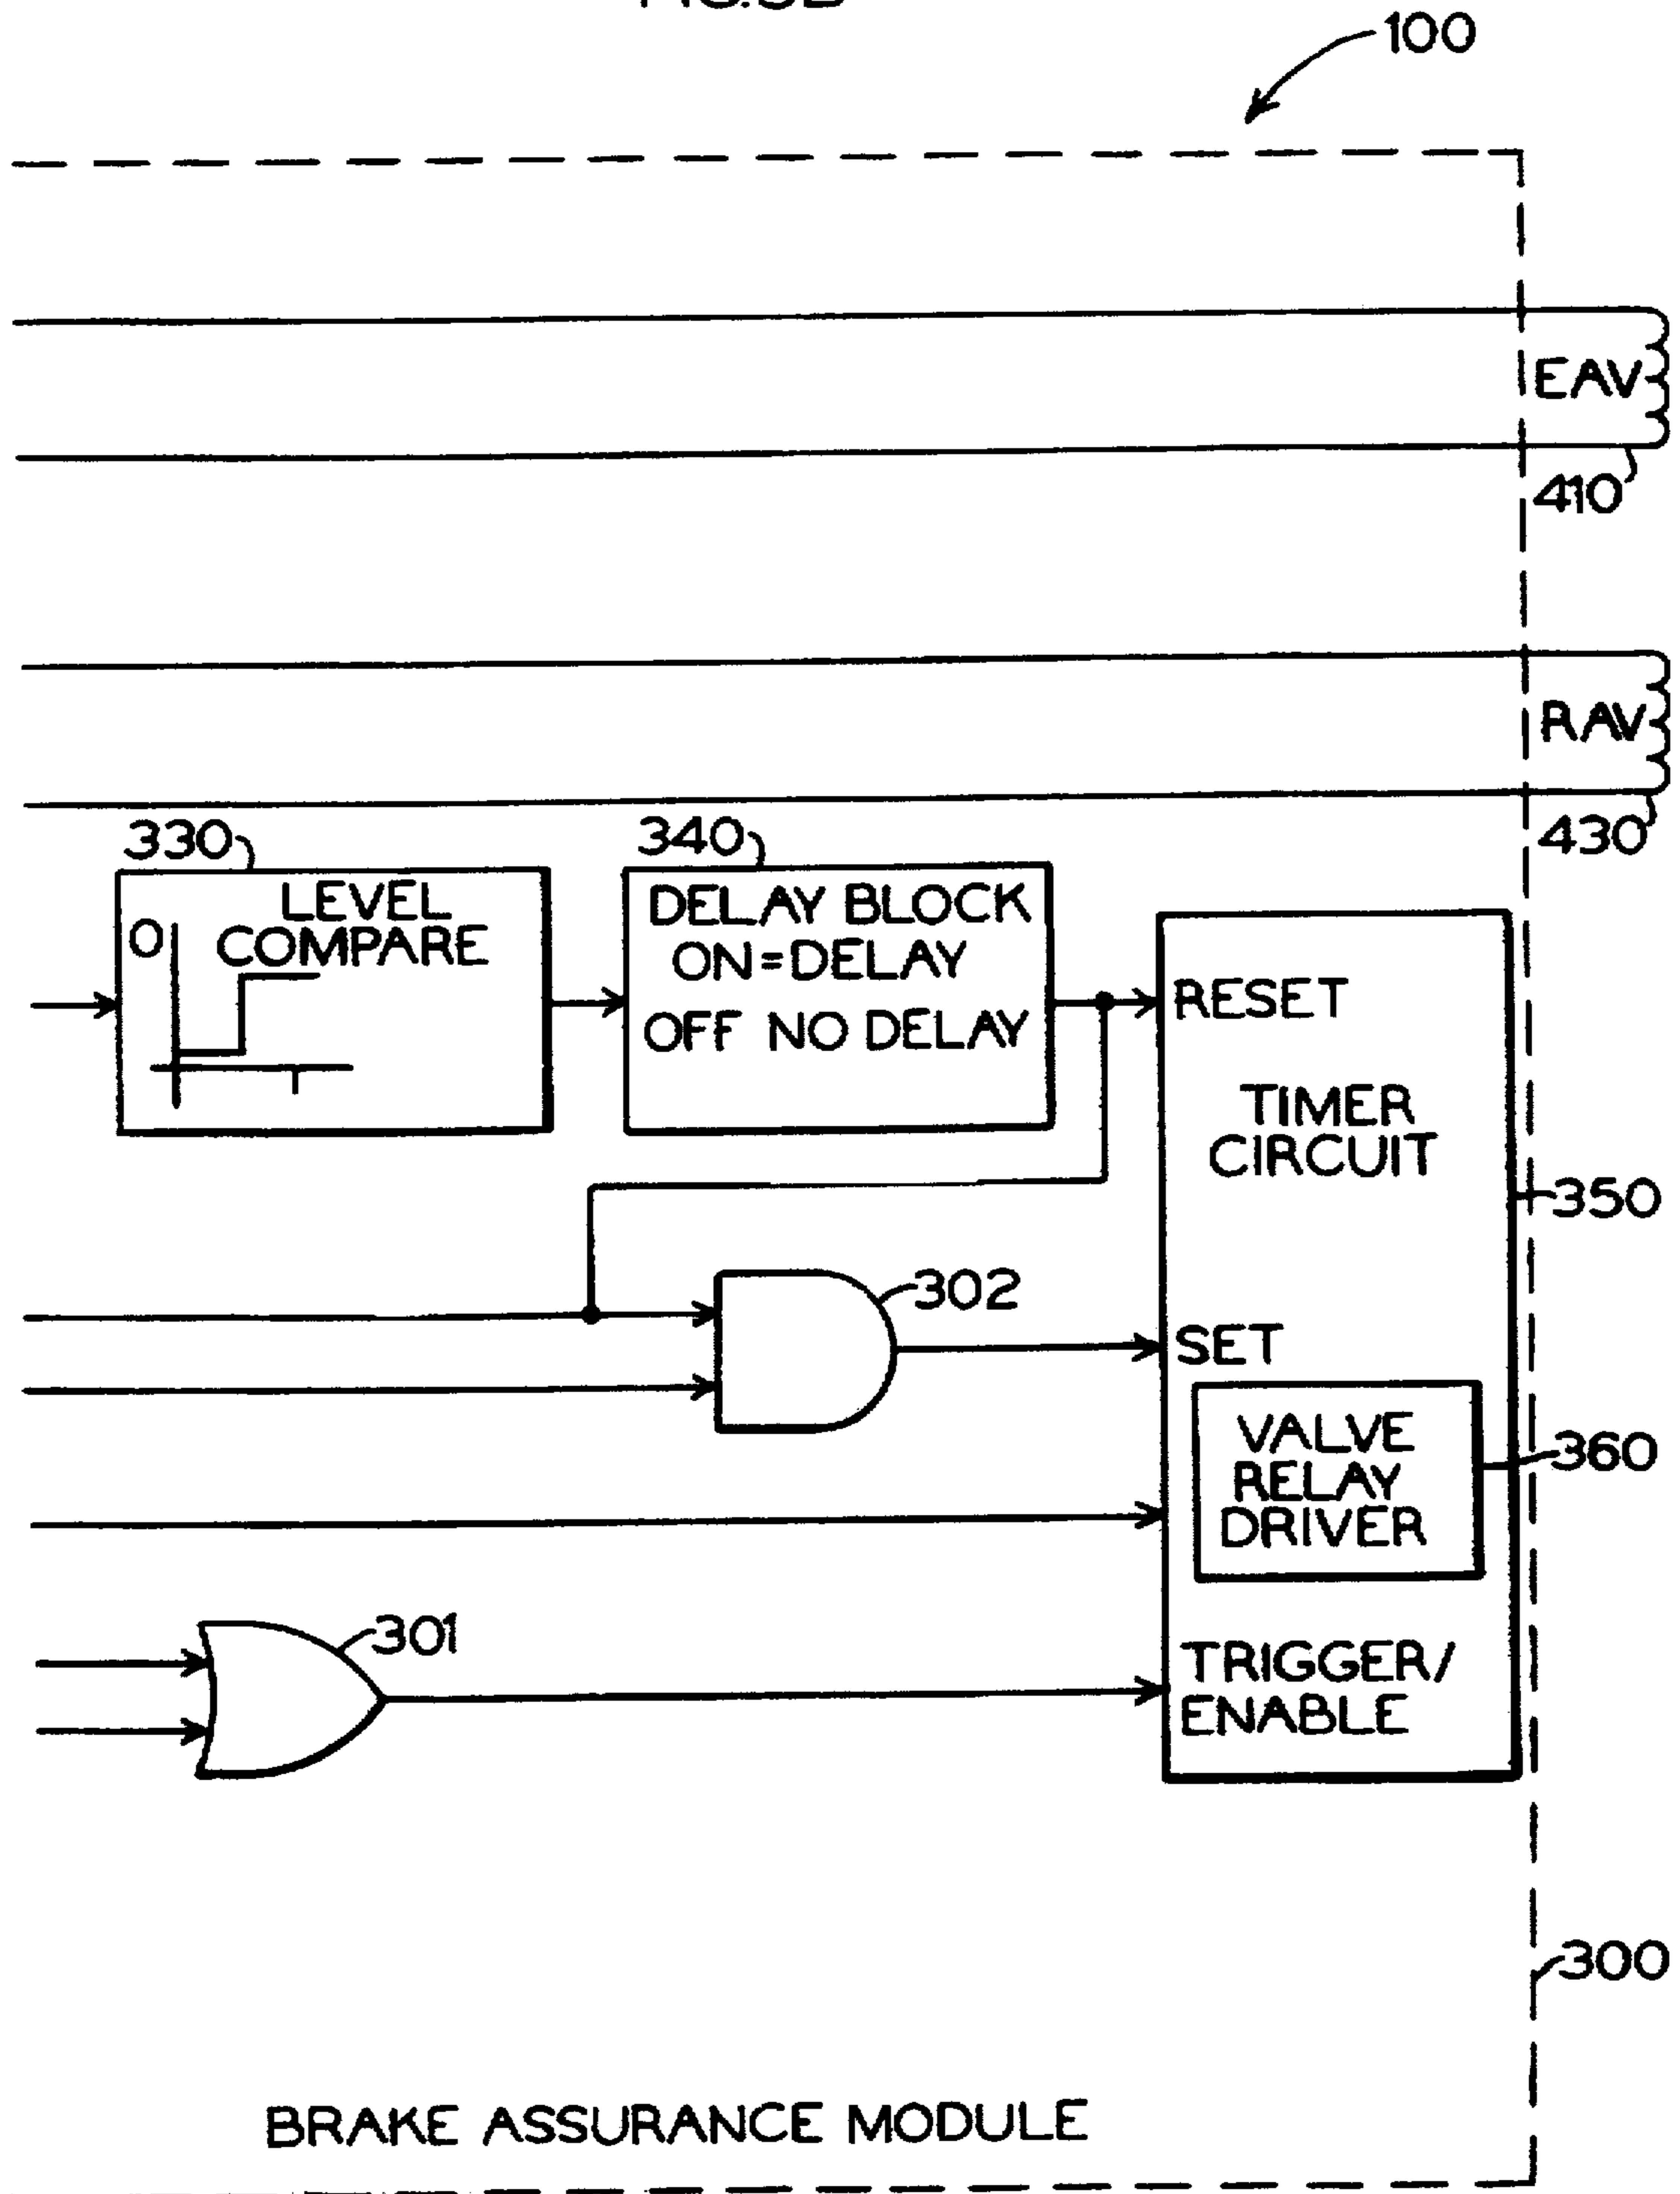 100
EAV
410
RAV
430
330
340
LEVEL
COMPARE
O
DELAY BLOCK
ON=DELAY
OFF NO DELAY
RESET
TIMER
CIRCUIT
350
302
SET
VALVE
RELAY
DRIVER
360
301
TRIGGER/
ENABLE
300
BRAKE ASSURANCE MODULE